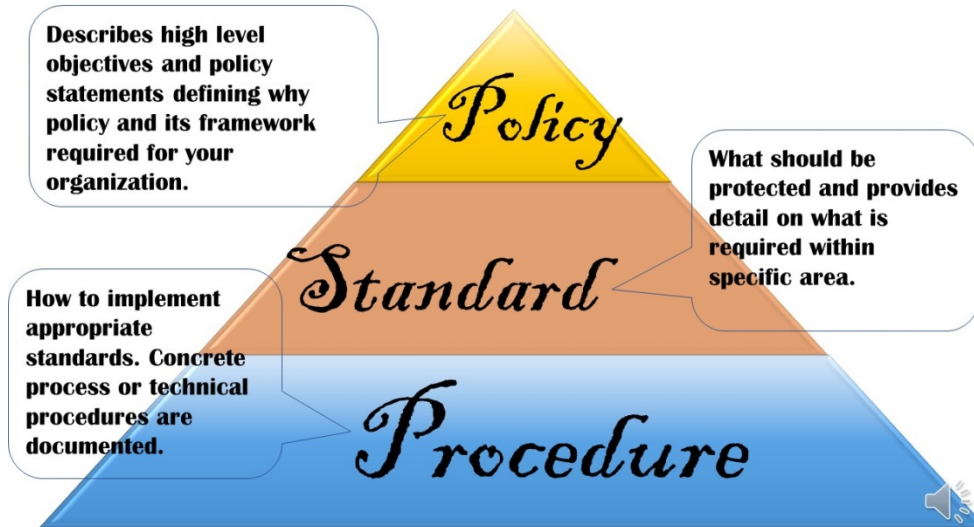 Describes high level
objectives and policy
statements defining why
policy and its framework
required for your
organization.
Policy
What should be
protected and provides
detail on what is
required within
specific area.
Standard
How to implement
appropriate
standards. Concrete
process or technical
procedures are
documented.
Procedure